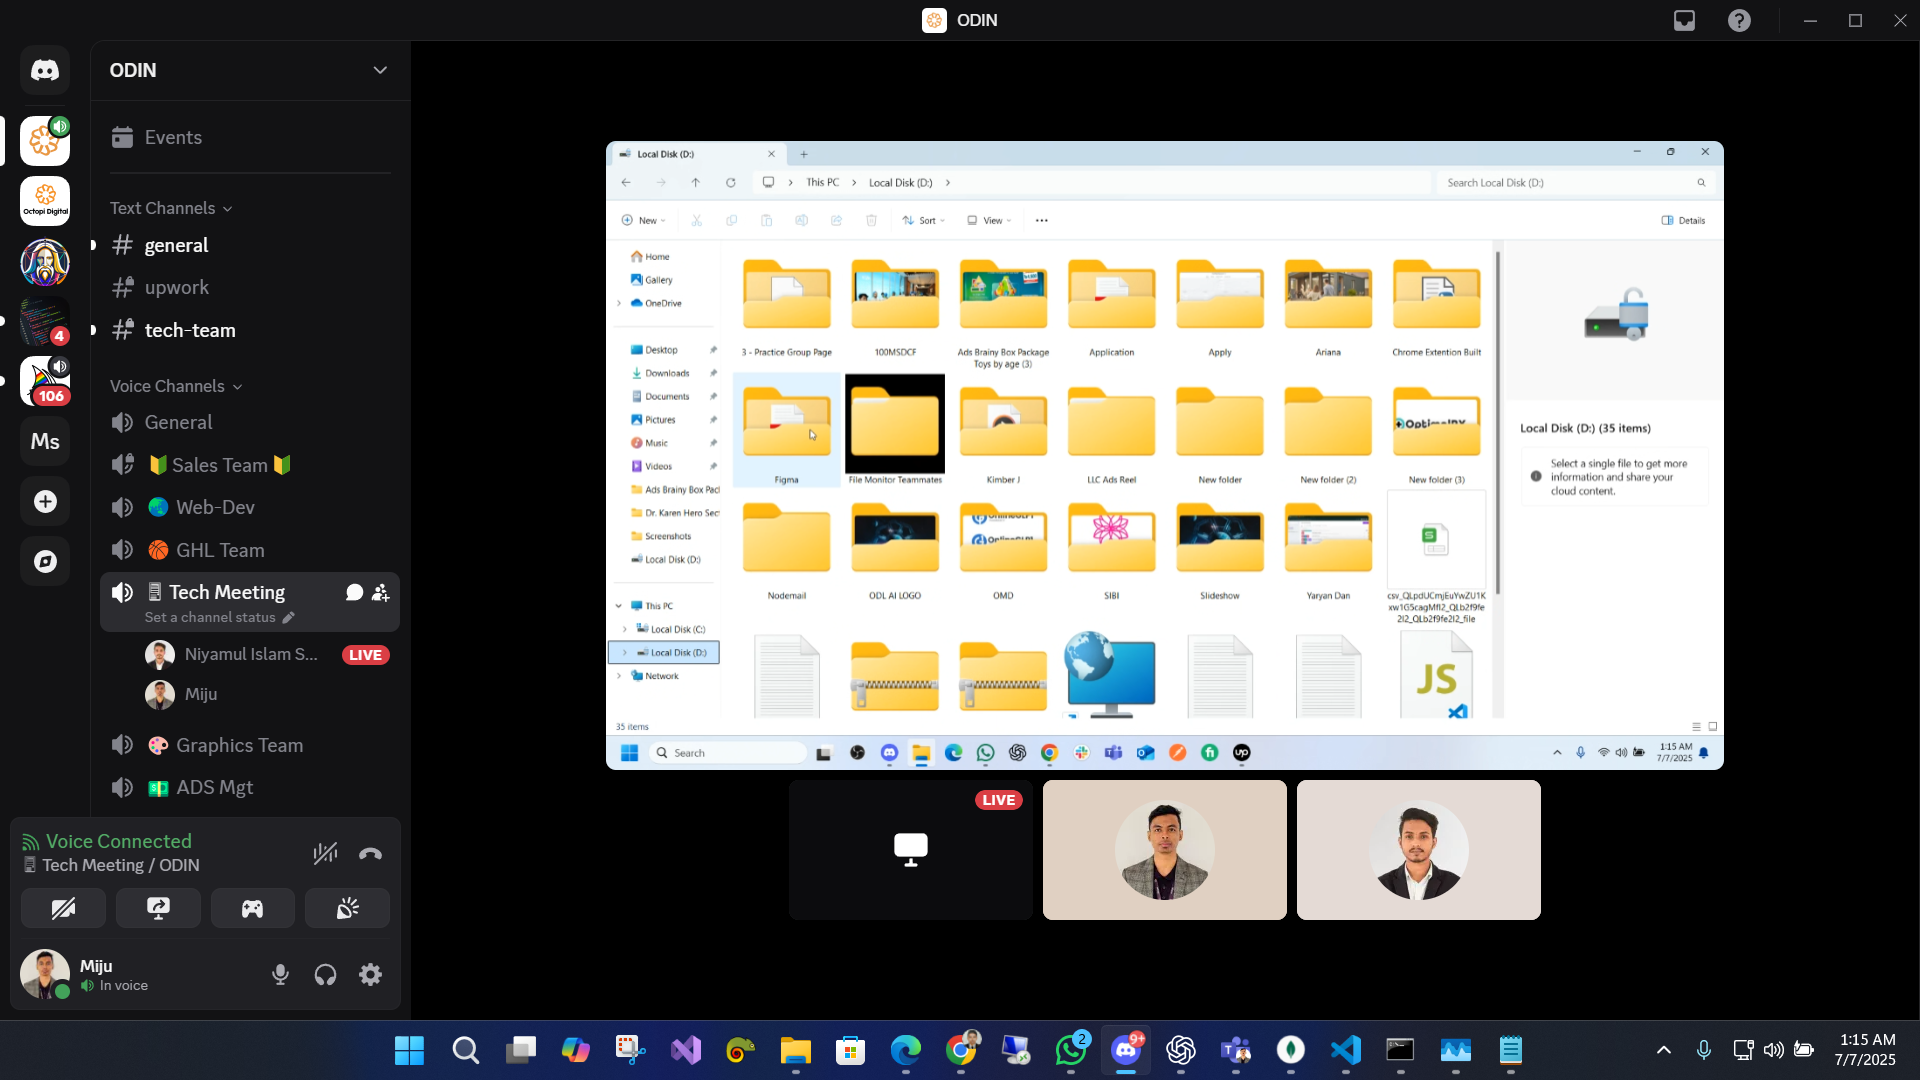 ODIN
ODIN
Events
Text Channels
general
upwork
tech-team
Voice Channels
General
Sales Team
Web-Dev
GHL Team
Tech Meeting
Set a channel status
Niyamul Islam S...
LIVE
Miju
Graphics Team
ADS Mgt
Voice Connected
Tech Meeting / ODIN
Miju
In voice
Octopi Digital
4
106
Ms
Local Disk (D:)
This PC
Local Disk (D:)
Search Local Disk (D:)
New
Sort
View
Details
Home
Gallery
OneDrive
Desktop
Downloads
Documents
Pictures
Music
Videos
Ads Brainy Box Pacl
Dr. Karen Hero Sect
Screenshots
Local Disk (D:)
This PC
Local Disk (C:)
Local Disk (D:)
Network
3 - Practice Group Page
100MSDCF
Ads Brainy Box Package
Toys by age (3)
Application
Apply
Ariana
Chrome Extention Built
Figma
File Monitor Teammates
Kimber J
LLC Ads Reel
New folder
New folder (2)
New folder (3)
Nodemail
ODL AI LOGO
OMD
SIBI
Slideshow
Yaryan Dan
JS
Local Disk (D:) (35 items)
Select a single file to get more
information and share your
cloud content.
35 items
Search
up
1:15 AM
7/7/2025
LIVE
2
9+
1:15 AM
7/7/2025